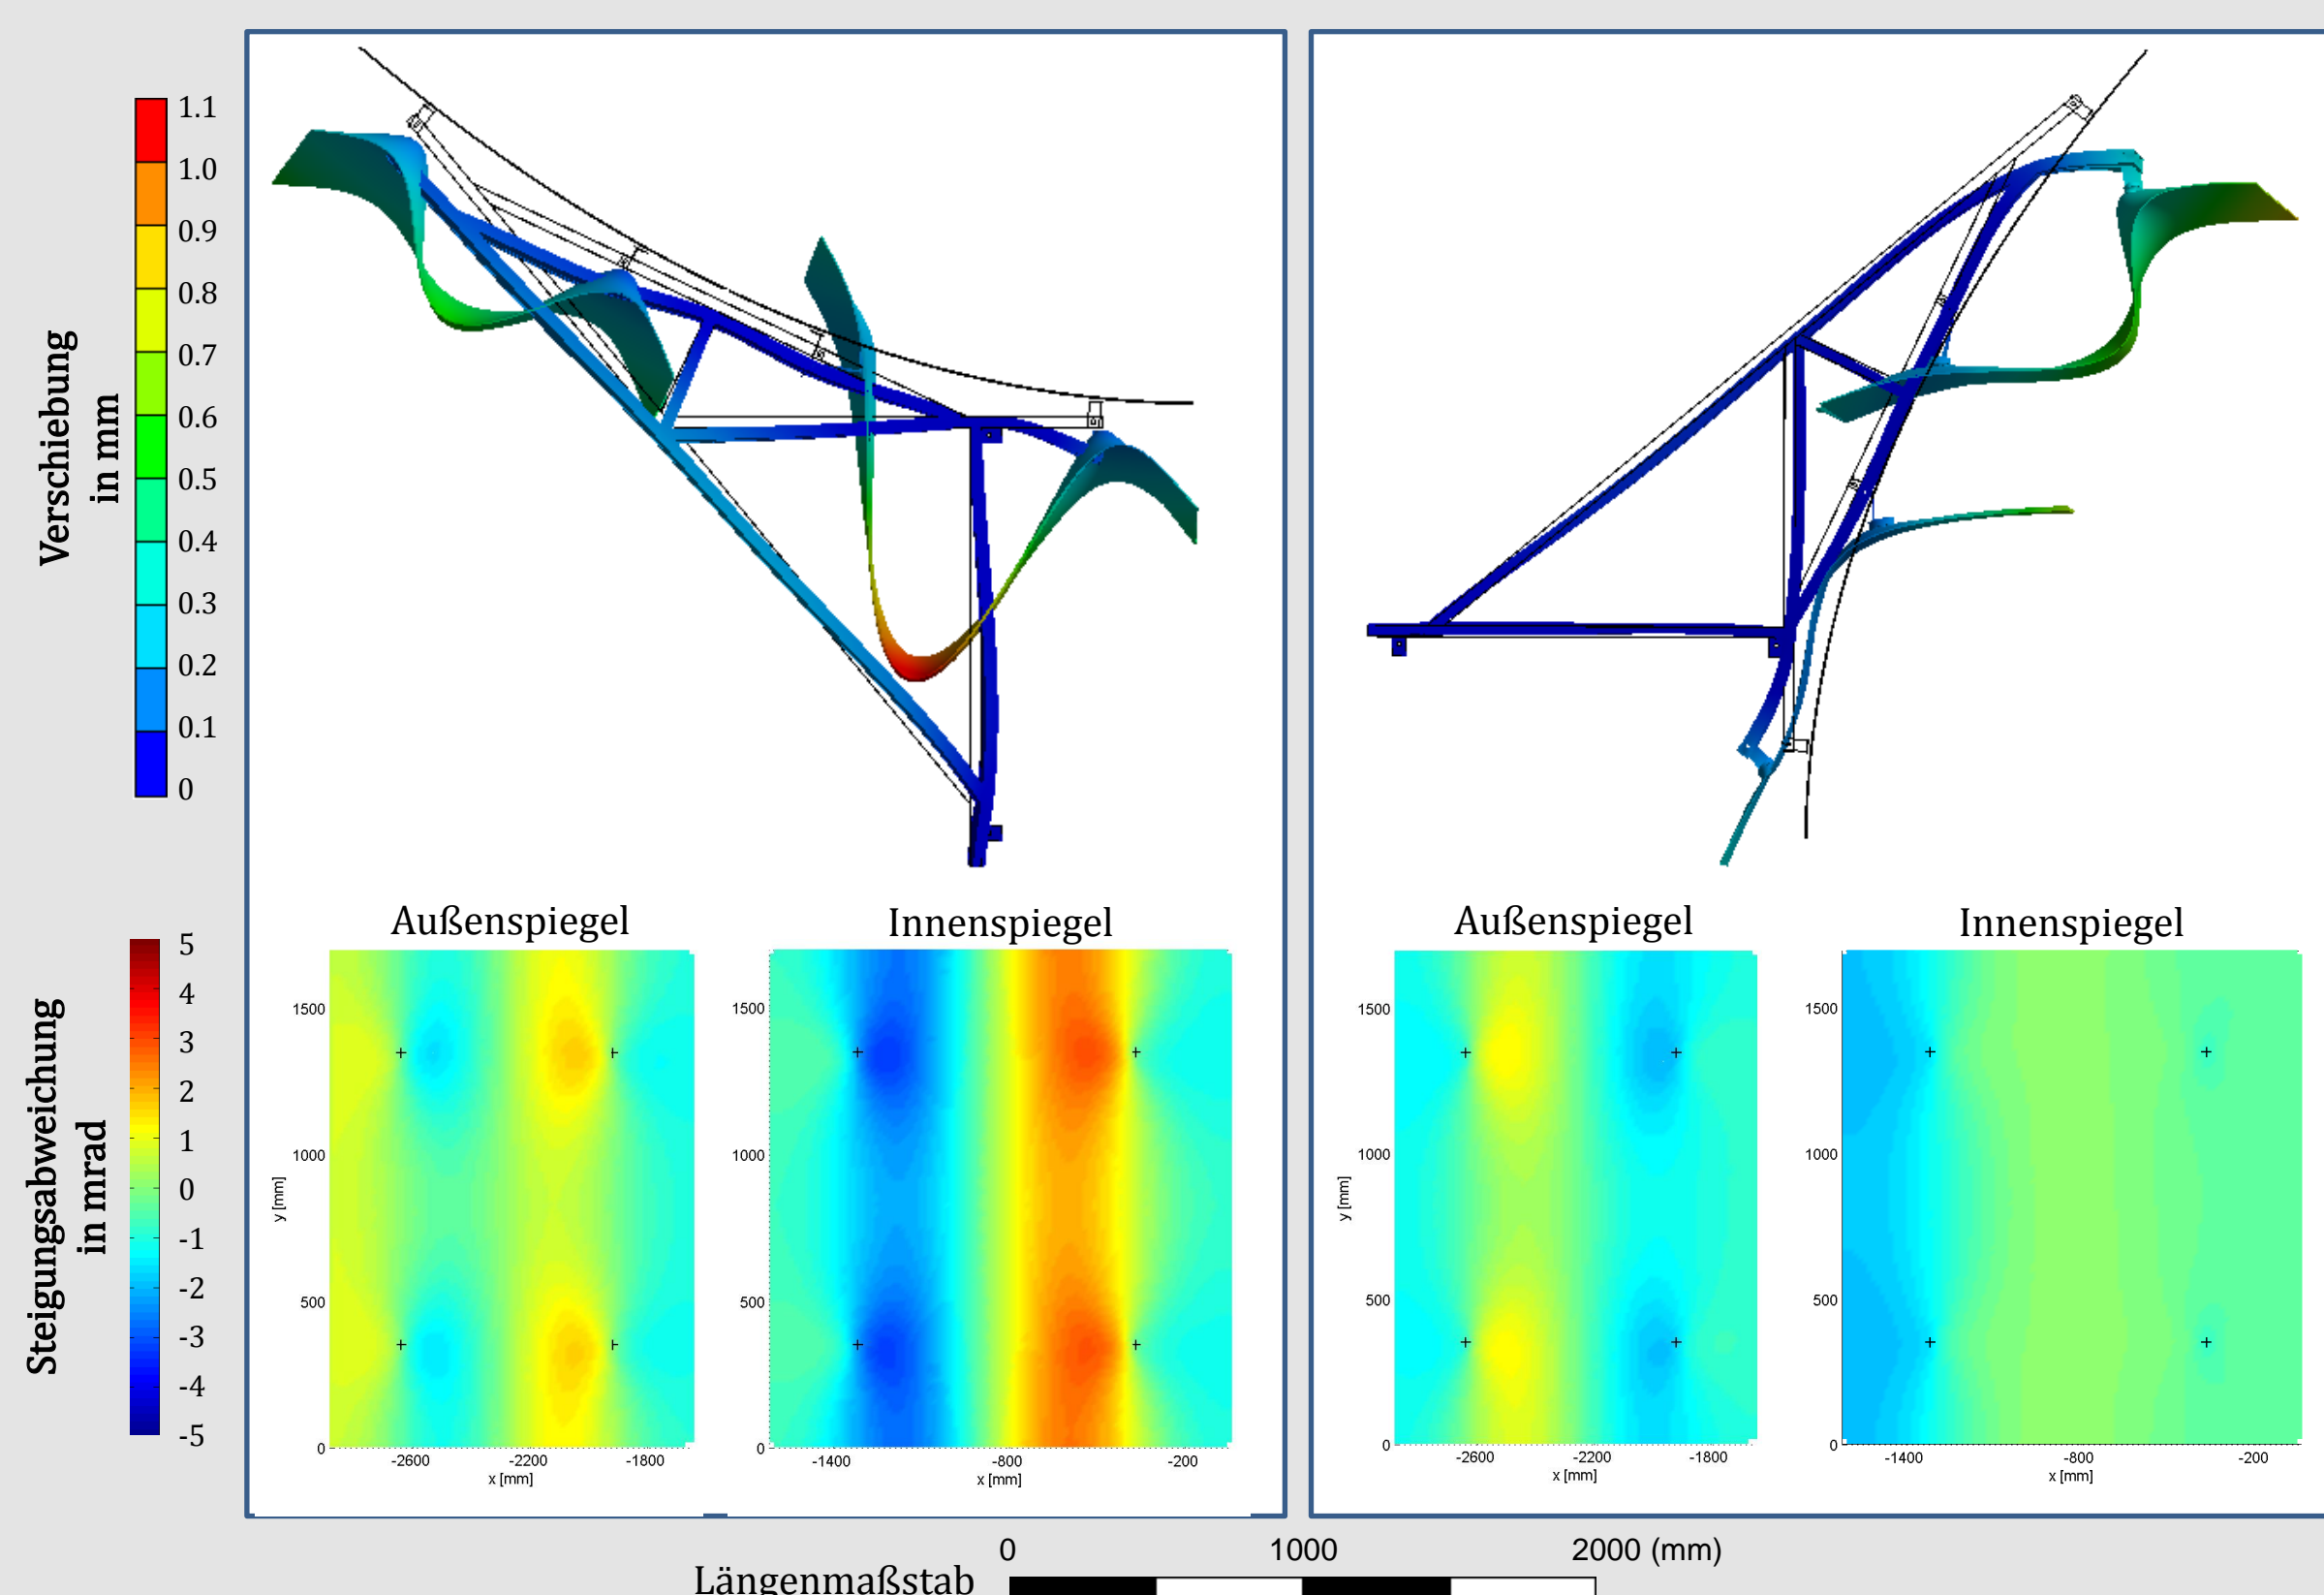 Verschiebung
in mm
1.1
1.0
0.9
0.8
0.7
0.6
0.5
0.4
0.3
0.2
0.1
0
Steigungsabweichung
in mrad
5
4
3
2
1
0
-1
-2
-3
-4
-5
Außenspiegel
1500
1000
500
0
y [mm]
-2600 -2200 -1800
x [mm]
Innenspiegel
1500
1000
500
0
-1400 -800 -200
x [mm]
Außenspiegel
1500
1000
500
0
y [mm]
-2600 -2200 -1800
x [mm]
Innenspiegel
1500
1000
500
0
-1400 -800 -200
x [mm]
0 1000 2000 (mm)
Längenmaßstab